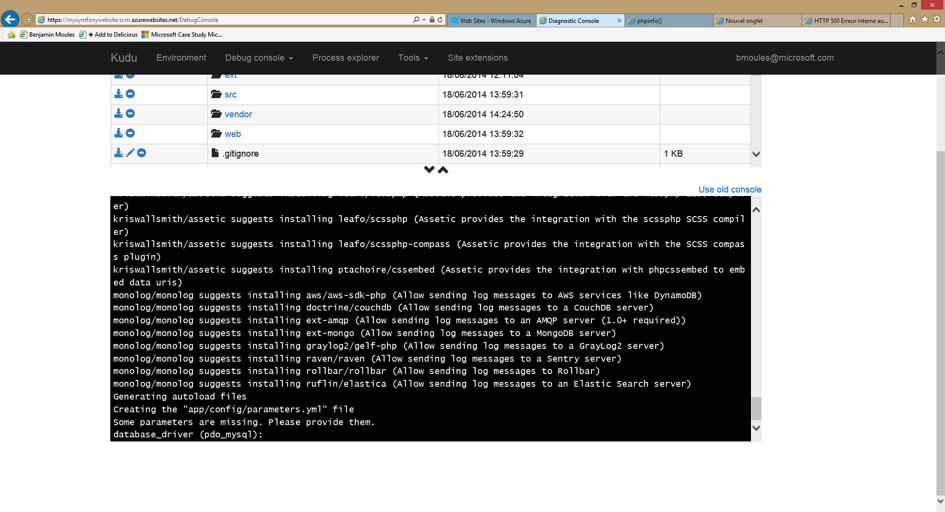 https://mysymfonywebsite.scm.azurewebsites.net/DebugConsole
Web Sites - Windows Azure
Diagnostic Console
phpinfo()
Nouvel onglet
HTTP 500 Erreur interne au...
Benjamin Moules
Add to Delicious
Microsoft Case Study Mic...
Kudu
Environment
Debug console
Process explorer
Tools
Site extensions
bmoules@microsoft.com
ext 18/06/2014 12:11:04
src 18/06/2014 13:59:31
vendor 18/06/2014 14:24:50
web 18/06/2014 13:59:32
.gitignore 18/06/2014 13:59:29 1 KB
Use old console
er)
kriswallsmith/assetic suggests installing leafo/scssphp (Assetic provides the integration with the scssphp SCSS compil
er)
kriswallsmith/assetic suggests installing leafo/scssphp-compass (Assetic provides the integration with the SCSS compas
s plugin)
kriswallsmith/assetic suggests installing ptachoire/cssembed (Assetic provides the integration with phpcssembed to emb
ed data uris)
monolog/monolog suggests installing aws/aws-sdk-php (Allow sending log messages to AWS services like DynamoDB)
monolog/monolog suggests installing doctrine/couchdb (Allow sending log messages to a CouchDB server)
monolog/monolog suggests installing ext-amqp (Allow sending log messages to an AMQP server (1.0+ required))
monolog/monolog suggests installing ext-mongo (Allow sending log messages to a MongoDB server)
monolog/monolog suggests installing graylog2/gelf-php (Allow sending log messages to a GrayLog2 server)
monolog/monolog suggests installing raven/raven (Allow sending log messages to a Sentry server)
monolog/monolog suggests installing rollbar/rollbar (Allow sending log messages to Rollbar)
monolog/monolog suggests installing ruflin/elastica (Allow sending log messages to an Elastic Search server)
Generating autoload files
Creating the "app/config/parameters.yml" file
Some parameters are missing. Please provide them.
database_driver (pdo_mysql):